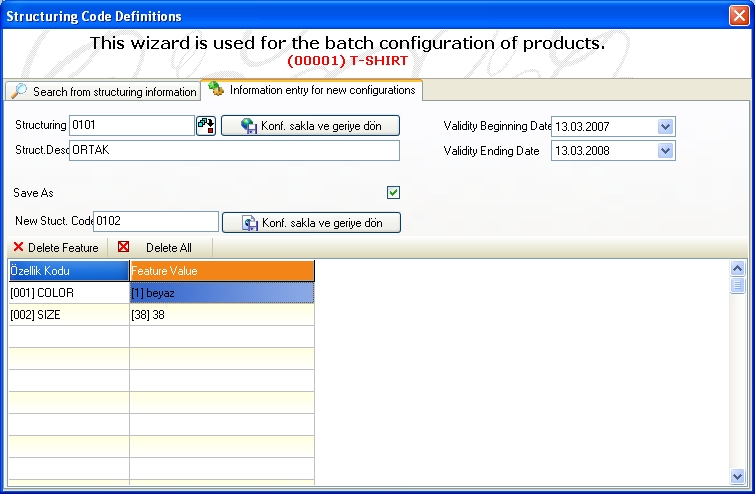 Structuring Code Definitions
This wizard is used for the batch configuration of products.
(00001) T-SHIRT
Search from structuring information
Information entry for new configurations
Structuring 0101 Konf. sakla ve geriye dön Validity Beginning Date 13.03.2007
Struct.Desc ORTAK Validity Ending Date 13.03.2008
Save As
New Stuct. Code 0102 Konf. sakla ve geriye dön
Delete Feature Delete All
Özellik Kodu Feature Value
[001] COLOR [1] beyaz
[002] SIZE [38] 38